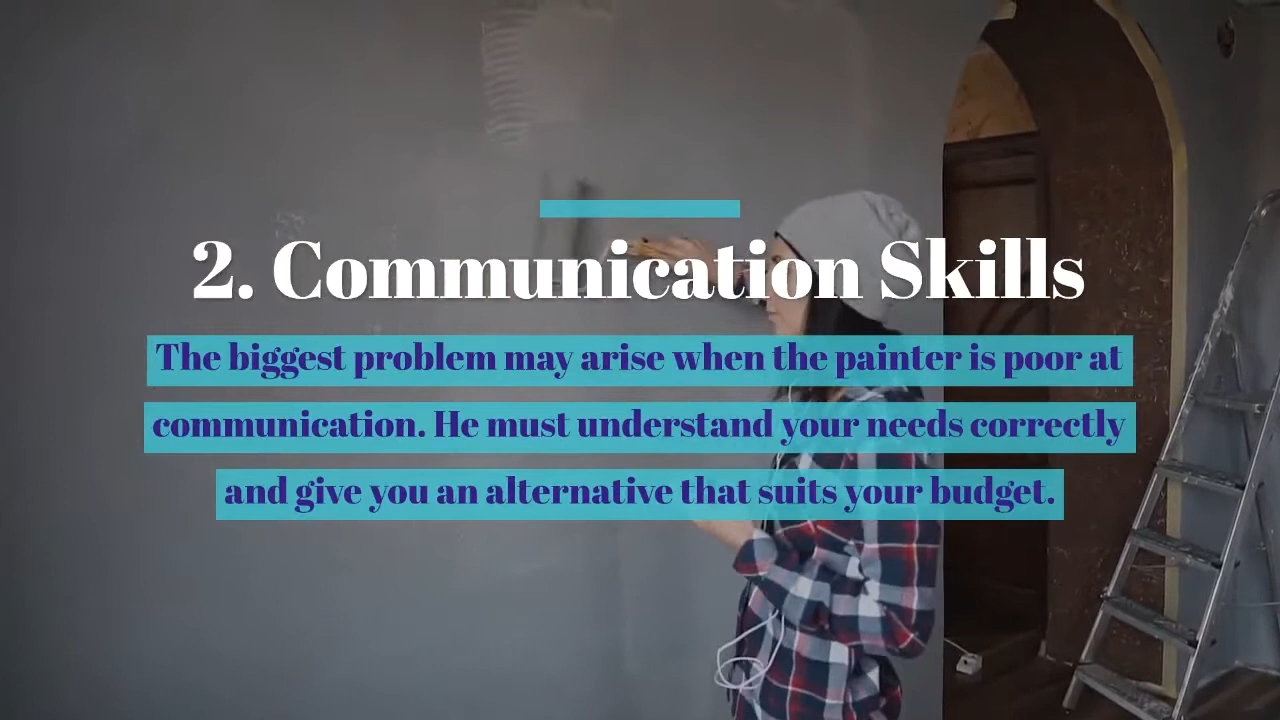 2. Communication Skills
The biggest problem may arise when the painter is poor at
communication. He must understand your needs correctly
and give you an alternative that suits your budget.